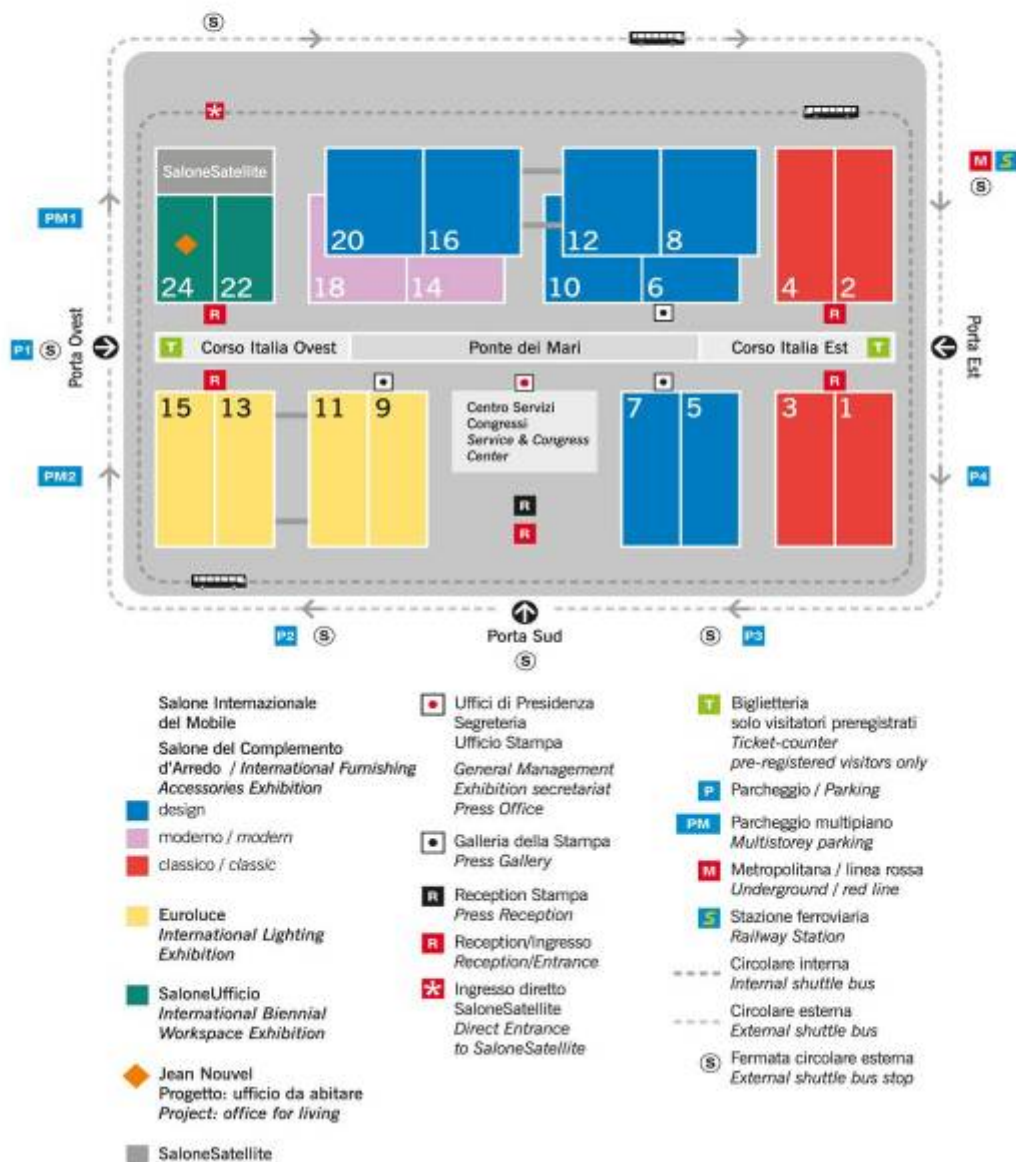 S
M S
S
SaloneSatellite
PM1
20
16
12
8
24
22
18
14
10
6
4
2
R
R
P1 S
Porta Ovest
T
Corso Italia Ovest
Ponte dei Mari
Corso Italia Est
T
Porta Est
R
R
15
13
11
9
Centro Servizi
Congressi
Service & Congress
Center
7
5
3
1
PM2
P4
R
R
P2
S
Porta Sud
S
S
P3
Salone Internazionale
del Mobile
Salone del Complemento
d'Arredo / International Furnishing
Accessories Exhibition
design
moderno / modern
classico / classic
Euroluce
International Lighting
Exhibition
SaloneUfficio
International Biennial
Workspace Exhibition
Jean Nouvel
Progetto: ufficio da abitare
Project: office for living
SaloneSatellite
Uffici di Presidenza
Segreteria
Ufficio Stampa
General Management
Exhibition secretariat
Press Office
Galleria della Stampa
Press Gallery
R Reception Stampa
Press Reception
R Reception/Ingresso
Reception/Entrance
* Ingresso diretto
SaloneSatellite
Direct Entrance
to SaloneSatellite
T Biglietteria
solo visitatori preregistrati
Ticket-counter
pre-registered visitors only
P Parcheggio / Parking
PM Parcheggio multipiano
Multistorey parking
M Metropolitana / linea rossa
Underground / red line
S Stazione ferroviaria
Railway Station
Circolare interna
Internal shuttle bus
Circolare esterna
External shuttle bus
S Fermata circolare esterna
External shuttle bus stop